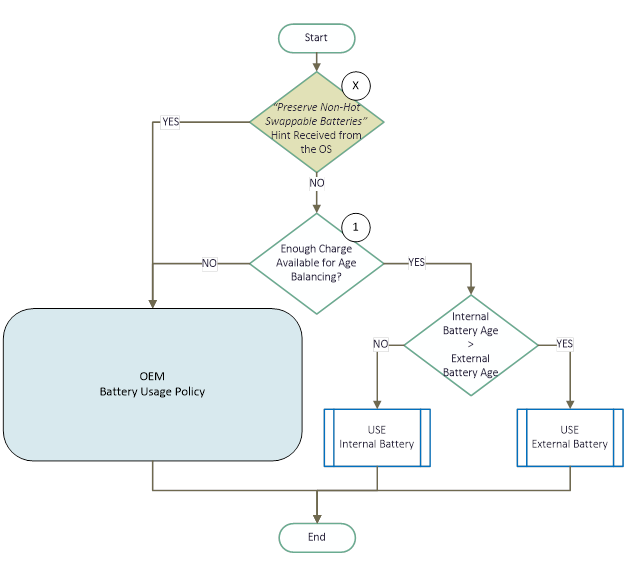 Start
X
“Preserve Non-Hot
Swappable Batteries”
Hint Received from
the OS
YES
NO
1
Enough Charge
Available for Age
Balancing?
NO
YES
Internal
Battery Age
>
External
Battery Age
NO
YES
OEM
Battery Usage Policy
USE
Internal Battery
USE
External Battery
End